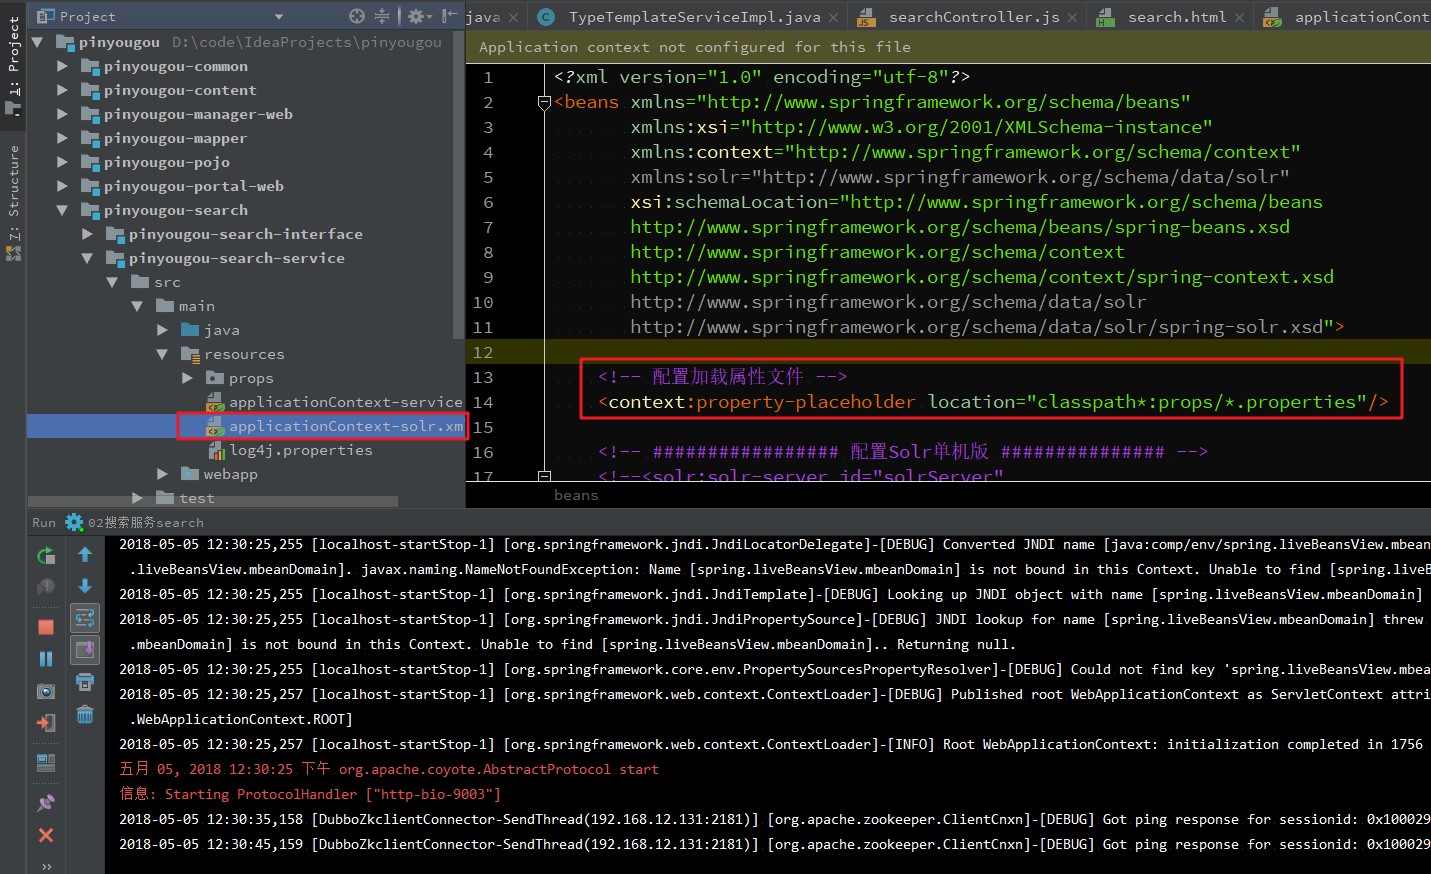 Project
java
TypeTemplateServiceImpl.java
searchController.js
search.html
applicationCont
1: Project
7: Structure
pinyougou D:\code\IdeaProjects\pinyougou
pinyougou-common
pinyougou-content
pinyougou-manager-web
pinyougou-mapper
pinyougou-pojo
pinyougou-portal-web
pinyougou-search
pinyougou-search-interface
pinyougou-search-service
src
main
java
resources
props
applicationContext-service
applicationContext-solr.xm
log4j.properties
webapp
test
Application context not configured for this file
1 <?xml version="1.0" encoding="utf-8"?>
2 <beans xmlns="http://www.springframework.org/schema/beans"
3 xmlns:xsi="http://www.w3.org/2001/XMLSchema-instance"
4 xmlns:context="http://www.springframework.org/schema/context"
5 xmlns:solr="http://www.springframework.org/schema/data/solr"
6 xsi:schemaLocation="http://www.springframework.org/schema/beans
7 http://www.springframework.org/schema/beans/spring-beans.xsd
8 http://www.springframework.org/schema/context
9 http://www.springframework.org/schema/context/spring-context.xsd
10 http://www.springframework.org/schema/data/solr
11 http://www.springframework.org/schema/data/solr/spring-solr.xsd">
12
13 <!-- 配置加载属性文件 -->
14 <context:property-placeholder location="classpath*:props/*.properties"/>
15
16 <!-- ################# 配置Solr单机版 ############### -->
17 <!--<solr:solr-server id="solrServer"
beans
Run 02搜索服务search
2018-05-05 12:30:25,255 [localhost-startStop-1] [org.springframework.jndi.JndiLocatorDelegate]-[DEBUG] Converted JNDI name [java:comp/env/spring.liveBeansView.mbean
.liveBeansView.mbeanDomain]. javax.naming.NameNotFoundException: Name [spring.liveBeansView.mbeanDomain] is not bound in this Context. Unable to find [spring.liveB
2018-05-05 12:30:25,255 [localhost-startStop-1] [org.springframework.jndi.JndiTemplate]-[DEBUG] Looking up JNDI object with name [spring.liveBeansView.mbeanDomain]
2018-05-05 12:30:25,255 [localhost-startStop-1] [org.springframework.jndi.JndiPropertySource]-[DEBUG] JNDI lookup for name [spring.liveBeansView.mbeanDomain] threw
.mbeanDomain] is not bound in this Context. Unable to find [spring.liveBeansView.mbeanDomain].. Returning null.
2018-05-05 12:30:25,255 [localhost-startStop-1] [org.springframework.core.env.PropertySourcesPropertyResolver]-[DEBUG] Could not find key 'spring.liveBeansView.mbea
2018-05-05 12:30:25,257 [localhost-startStop-1] [org.springframework.web.context.ContextLoader]-[DEBUG] Published root WebApplicationContext as ServletContext attri
.WebApplicationContext.ROOT]
2018-05-05 12:30:25,257 [localhost-startStop-1] [org.springframework.web.context.ContextLoader]-[INFO] Root WebApplicationContext: initialization completed in 1756
五月 05, 2018 12:30:25 下午 org.apache.coyote.AbstractProtocol start
信息: Starting ProtocolHandler ["http-bio-9003"]
2018-05-05 12:30:35,158 [DubboZkclientConnector-SendThread(192.168.12.131:2181)] [org.apache.zookeeper.ClientCnxn]-[DEBUG] Got ping response for sessionid: 0x100029
2018-05-05 12:30:45,159 [DubboZkclientConnector-SendThread(192.168.12.131:2181)] [org.apache.zookeeper.ClientCnxn]-[DEBUG] Got ping response for sessionid: 0x100029